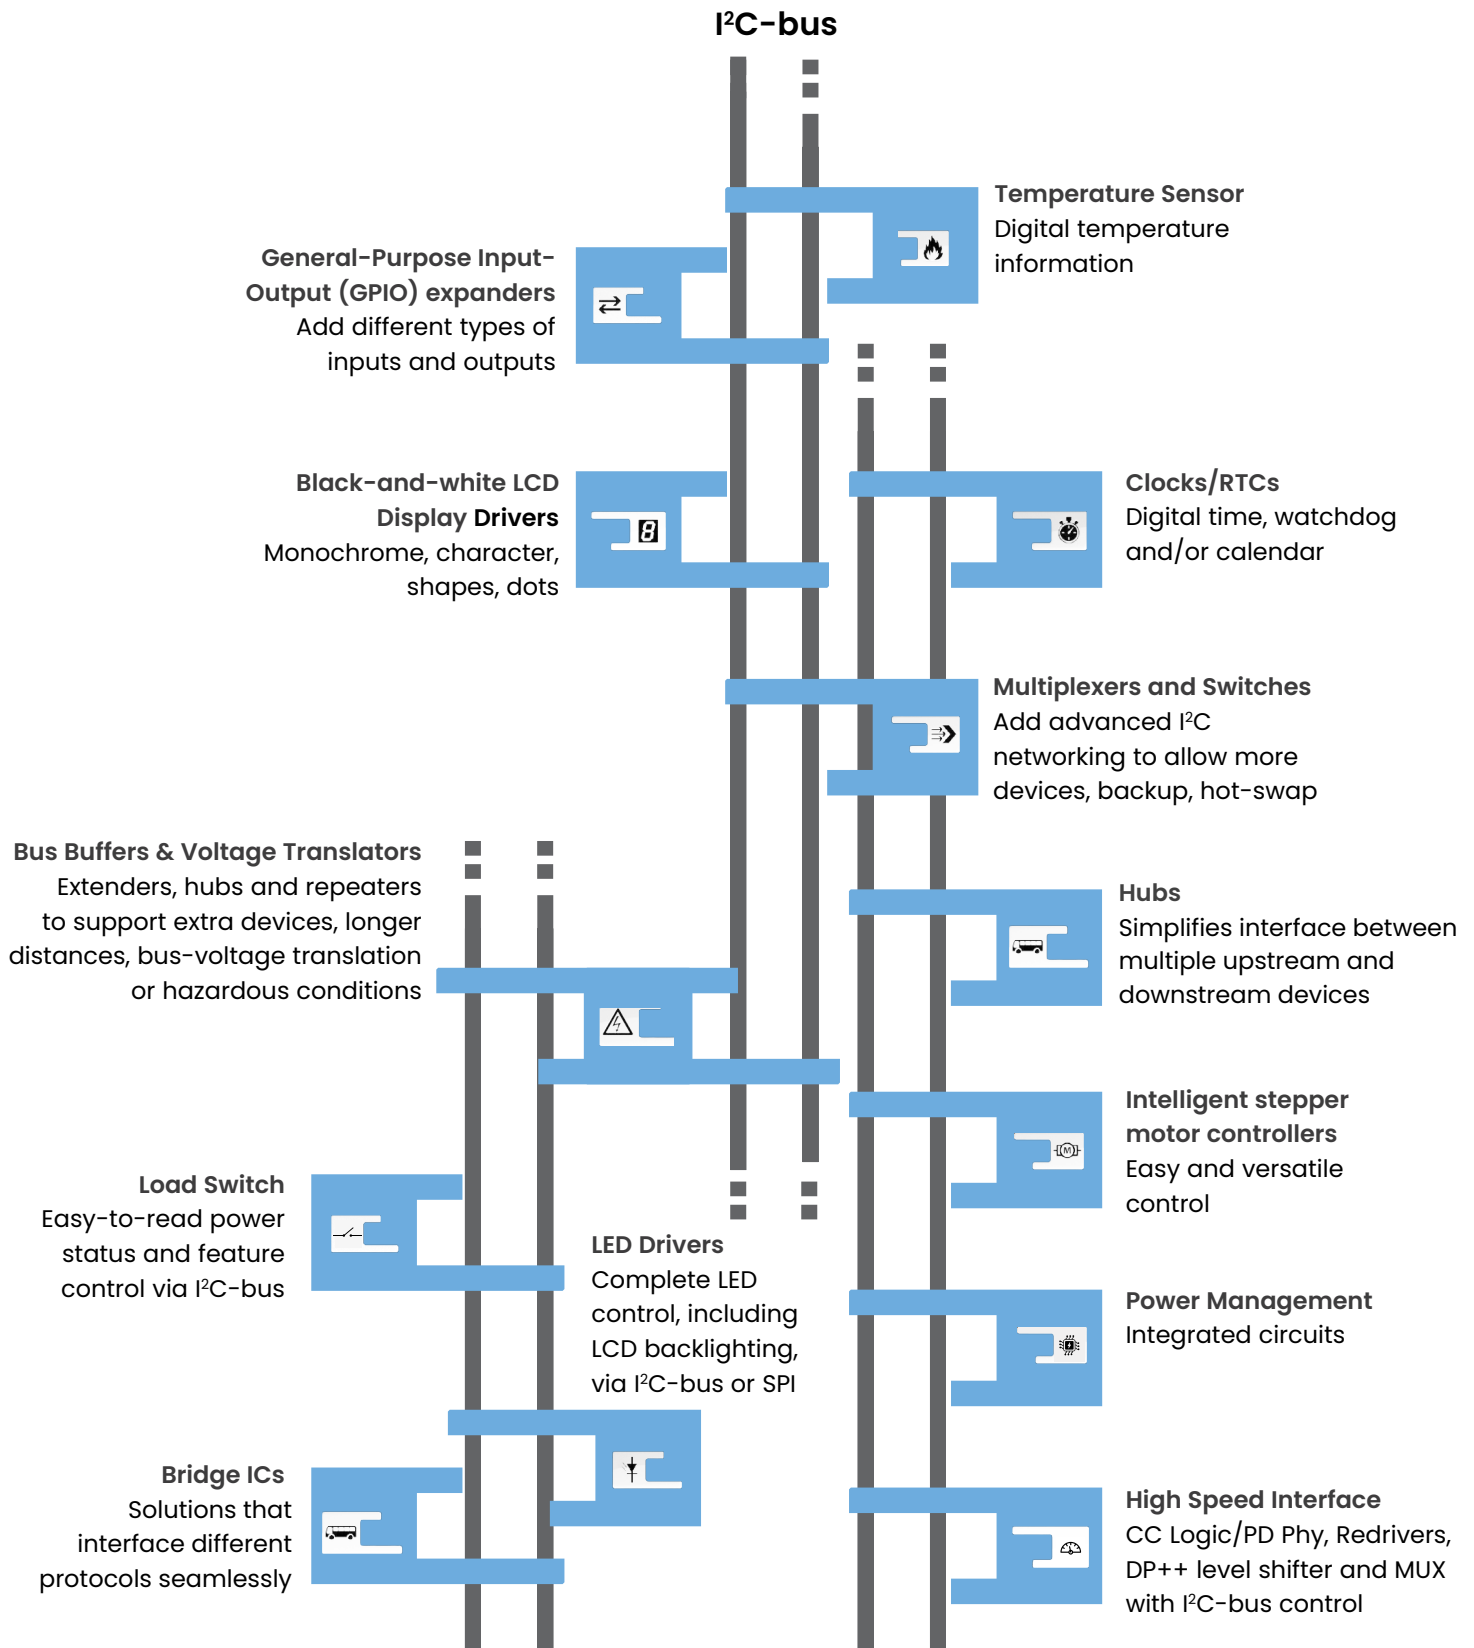 I²C-bus
Temperature Sensor
Digital temperature
information
General-Purpose Input-
Output (GPIO) expanders
Add different types of
inputs and outputs
Black-and-white LCD
Display Drivers
Monochrome, character,
shapes, dots
Clocks/RTCs
Digital time, watchdog
and/or calendar
Multiplexers and Switches
Add advanced I²C
networking to allow more
devices, backup, hot-swap
Bus Buffers & Voltage Translators
Extenders, hubs and repeaters
to support extra devices, longer
distances, bus-voltage translation
or hazardous conditions
Hubs
Simplifies interface between
multiple upstream and
downstream devices
Intelligent stepper
motor controllers
Easy and versatile
control
M
Load Switch
Easy-to-read power
status and feature
control via I²C-bus
LED Drivers
Complete LED
control, including
LCD backlighting,
via I²C-bus or SPI
Power Management
Integrated circuits
Bridge ICs
Solutions that
interface different
protocols seamlessly
High Speed Interface
CC Logic/PD Phy, Redrivers,
DP++ level shifter and MUX
with I²C-bus control